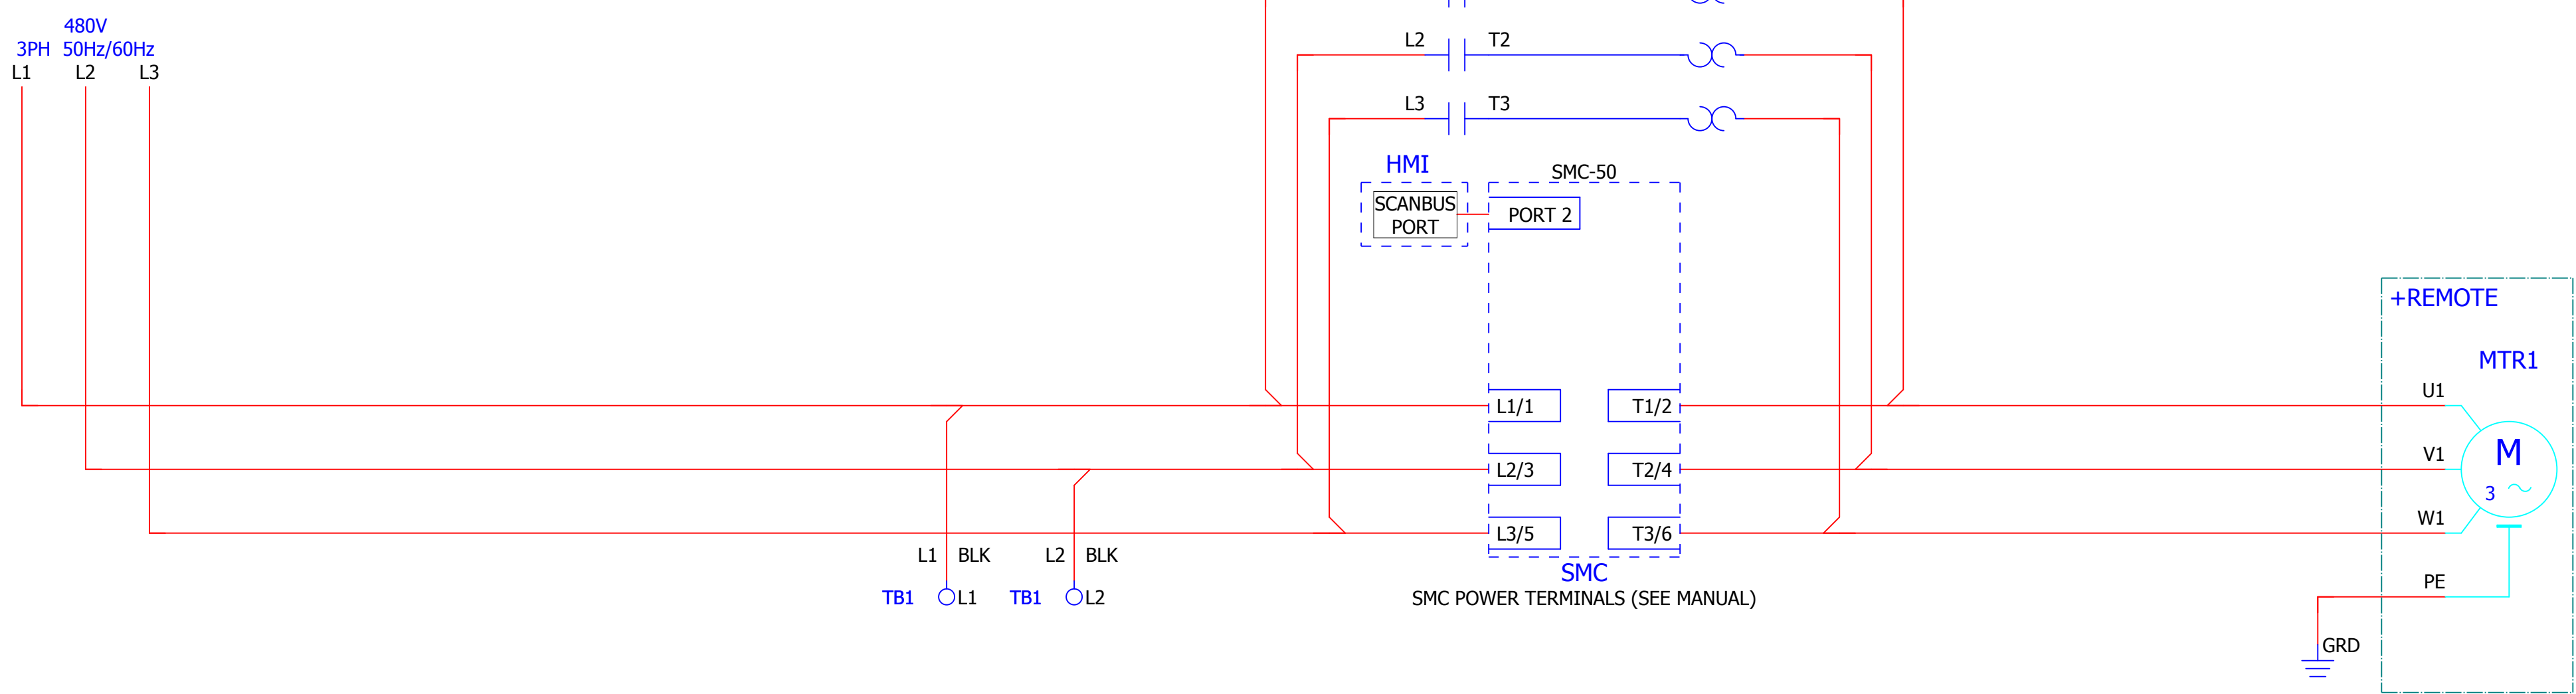 480V
3PH 50Hz/60Hz
L1 L2 L3
L2 T2
L3 T3
HMI
SMC-50
SCANBUS
PORT
PORT 2
+REMOTE
MTR1
U1
L1/1 T1/2
V1
M
L2/3 T2/4
3
W1
L3/5 T3/6
L1 BLK L2 BLK
SMC
PE
TB1 L1 TB1 L2
SMC POWER TERMINALS (SEE MANUAL)
GRD